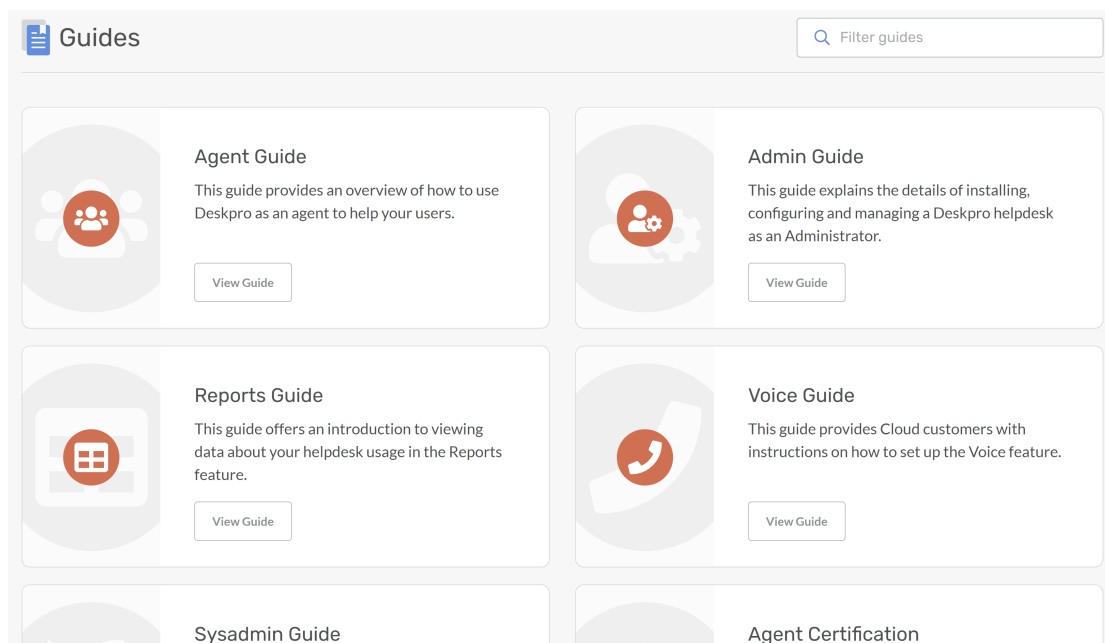 Guides
Filter guides
Agent Guide
This guide provides an overview of how to use
Deskpro as an agent to help your users.
View Guide
Admin Guide
This guide explains the details of installing,
configuring and managing a Deskpro helpdesk
as an Administrator.
View Guide
Reports Guide
This guide offers an introduction to viewing
data about your helpdesk usage in the Reports
feature.
View Guide
Voice Guide
This guide provides Cloud customers with
instructions on how to set up the Voice feature.
View Guide
Sysadmin Guide
Agent Certification